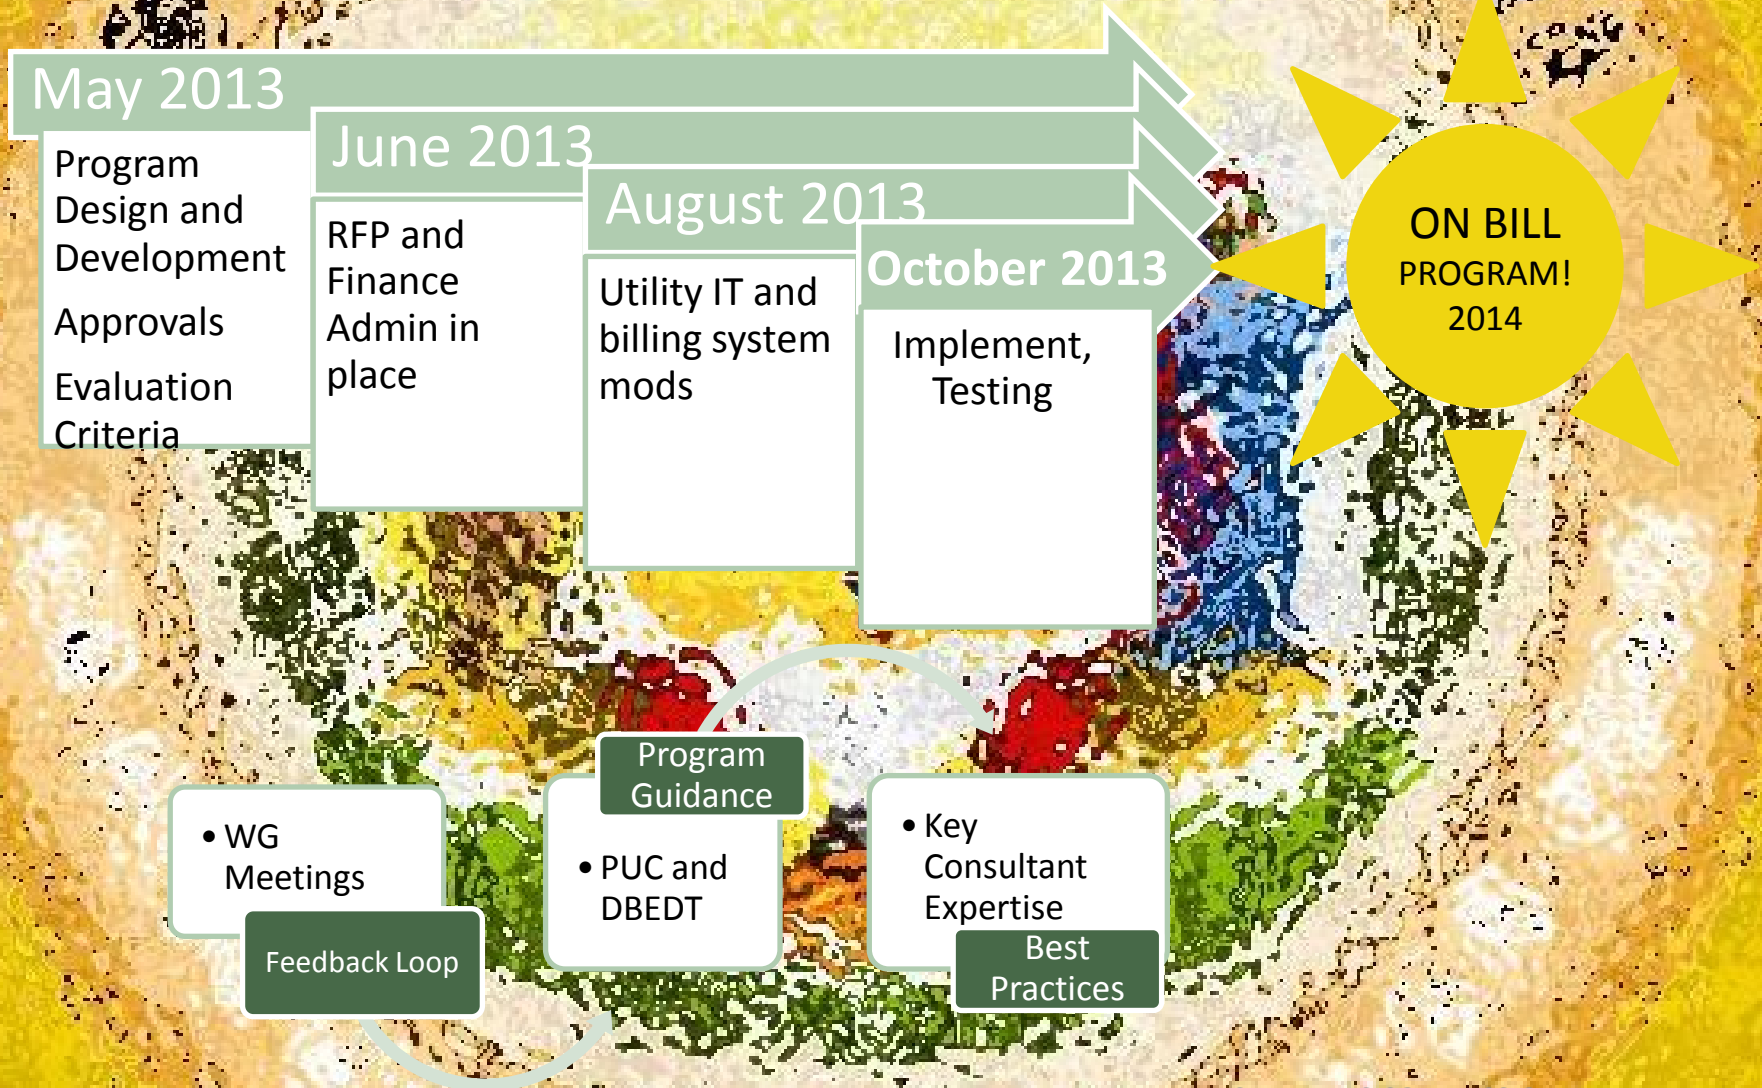 May 2013
Program
Design and
Development
Approvals
Evaluation
Criteria
June 2013
RFP and
Finance
Admin in
place
August 2013
Utility IT and
billing system
mods
October 2013
Implement,
Testing
ON BILL
PROGRAM!
2014
• WG
Meetings
Feedback Loop
Program
Guidance
• PUC and
DBEDT
• Key
Consultant
Expertise
Best
Practices